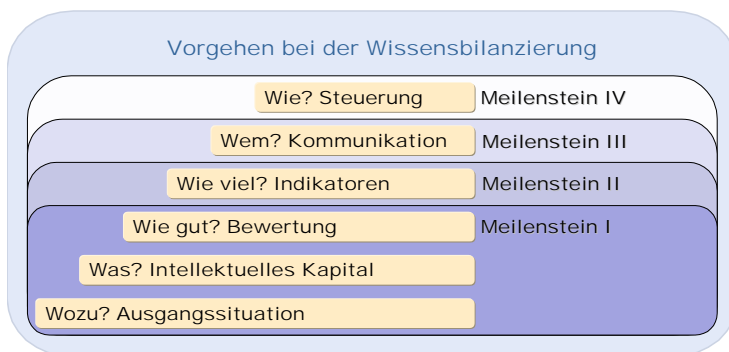 Vorgehen bei der Wissensbilanzierung
Wie? Steuerung Meilenstein IV
Wem? Kommunikation Meilenstein III
Wie viel? Indikatoren Meilenstein II
Wie gut? Bewertung Meilenstein I
Was? Intellektuelles Kapital
Wozu? Ausgangssituation